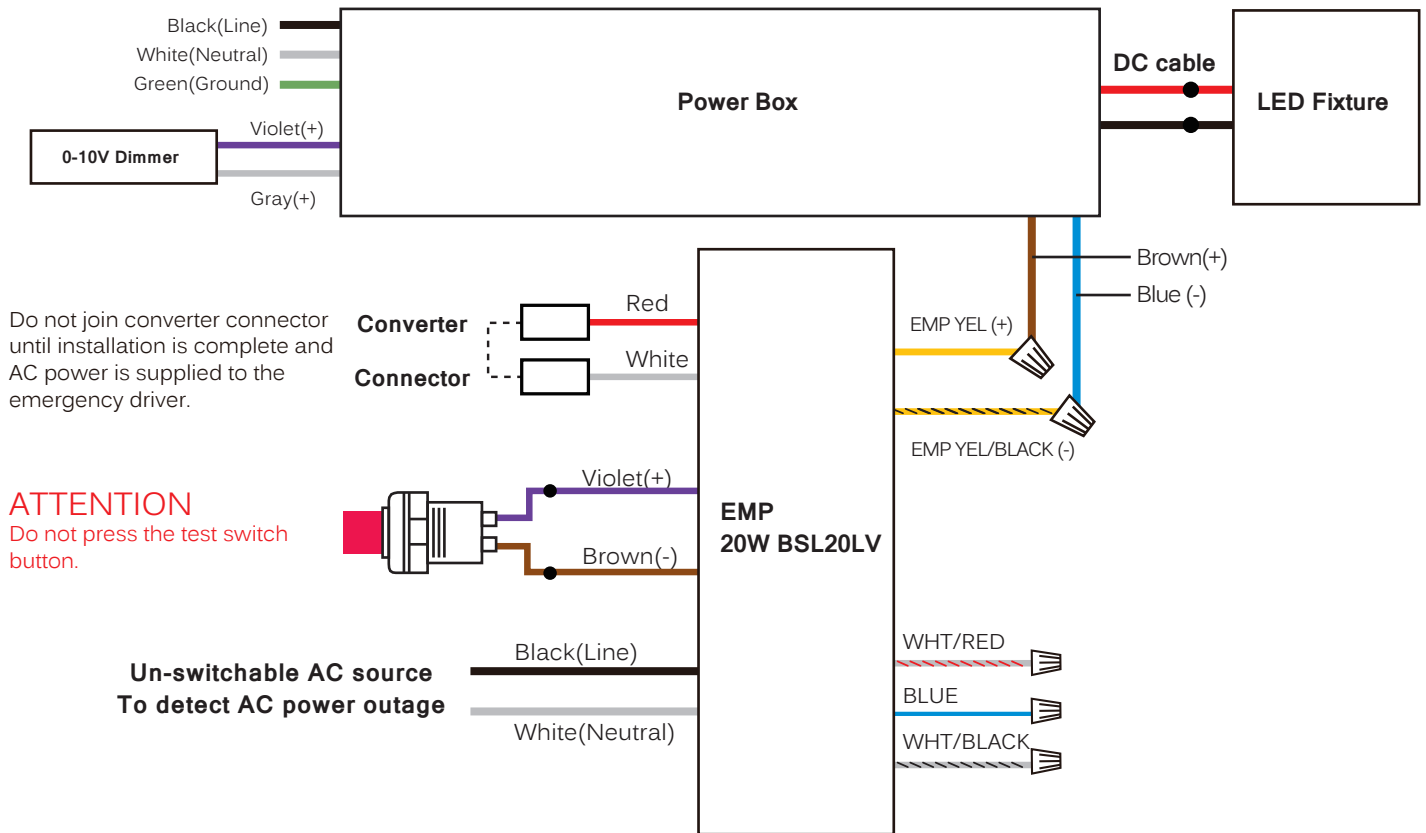 Black(Line)
White(Neutral)
Green(Ground)
Violet(+)
0-10V Dimmer
Gray(+)
Power Box
DC cable
LED Fixture
Brown(+)
Blue (-)
Do not join converter connector
until installation is complete and
AC power is supplied to the
emergency driver.
Converter
Connector
Red
White
EMP YEL (+)
EMP YEL/BLACK (-)
ATTENTION
Do not press the test switch
button.
Violet(+)
Brown(-)
EMP
20W BSL20LV
Un-switchable AC source
To detect AC power outage
Black(Line)
White(Neutral)
WHT/RED
BLUE
WHT/BLACK